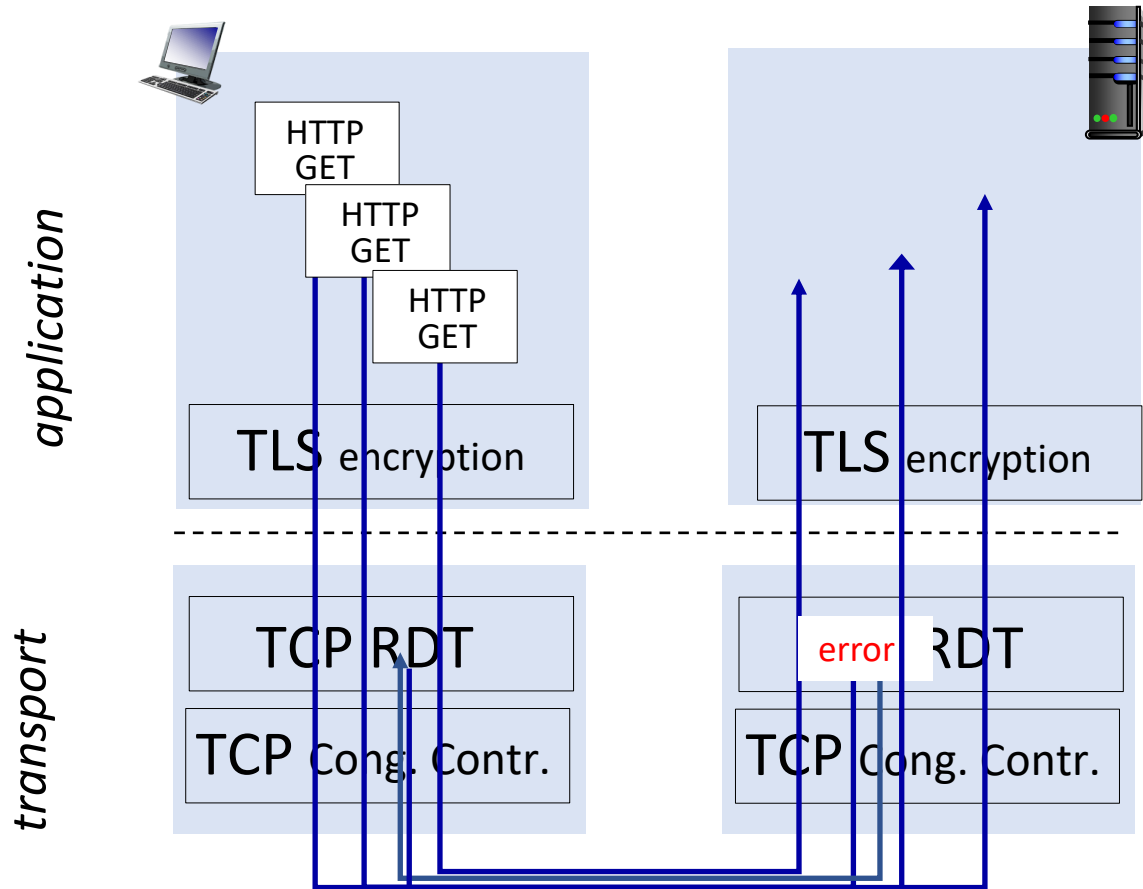 application
HTTP
GET
HTTP
GET
HTTP
GET
TLS encryption
TLS encryption
transport
TCP RDT
error RDT
TCP Cong. Contr.
TCP Cong. Contr.